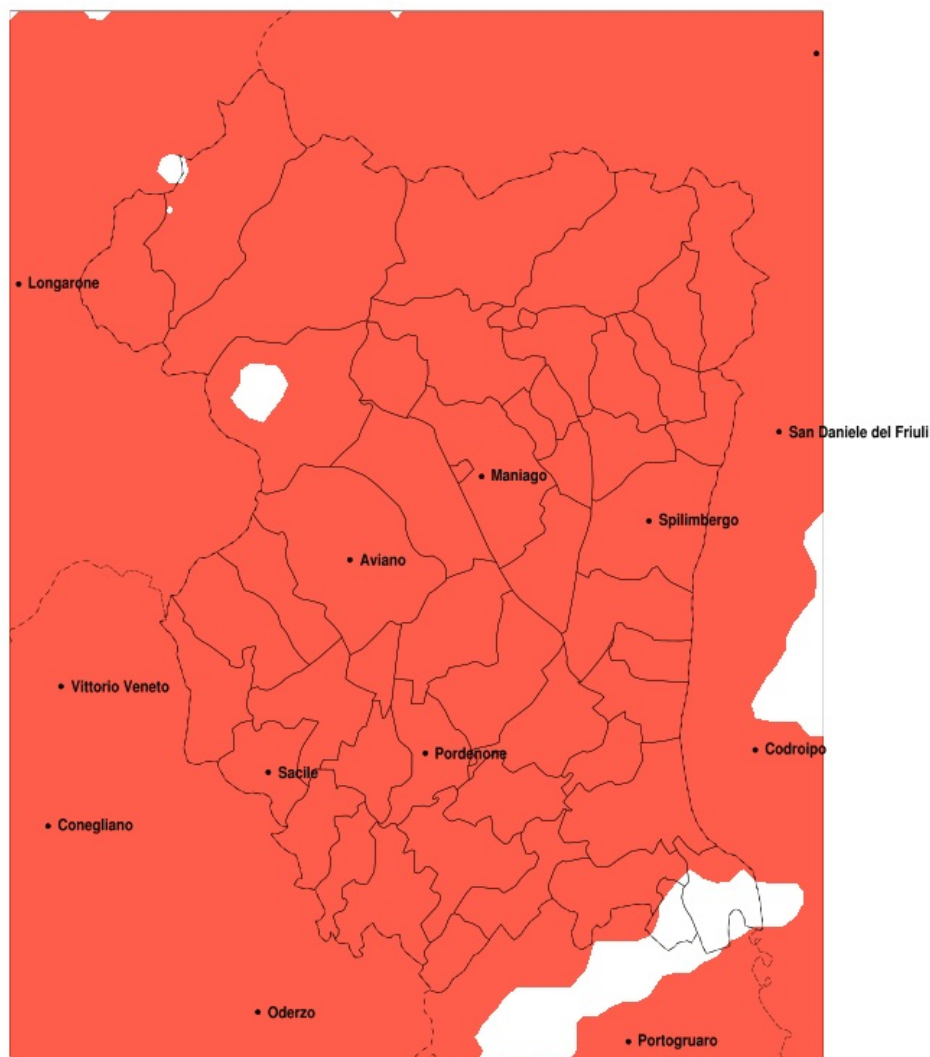 Longarone
San Daniele del Friuli
Maniago
Spilimbergo
Aviano
Vittorio Veneto
Codroipo
Pordenone
Sacile
Conegliano
Oderzo
Portogruaro